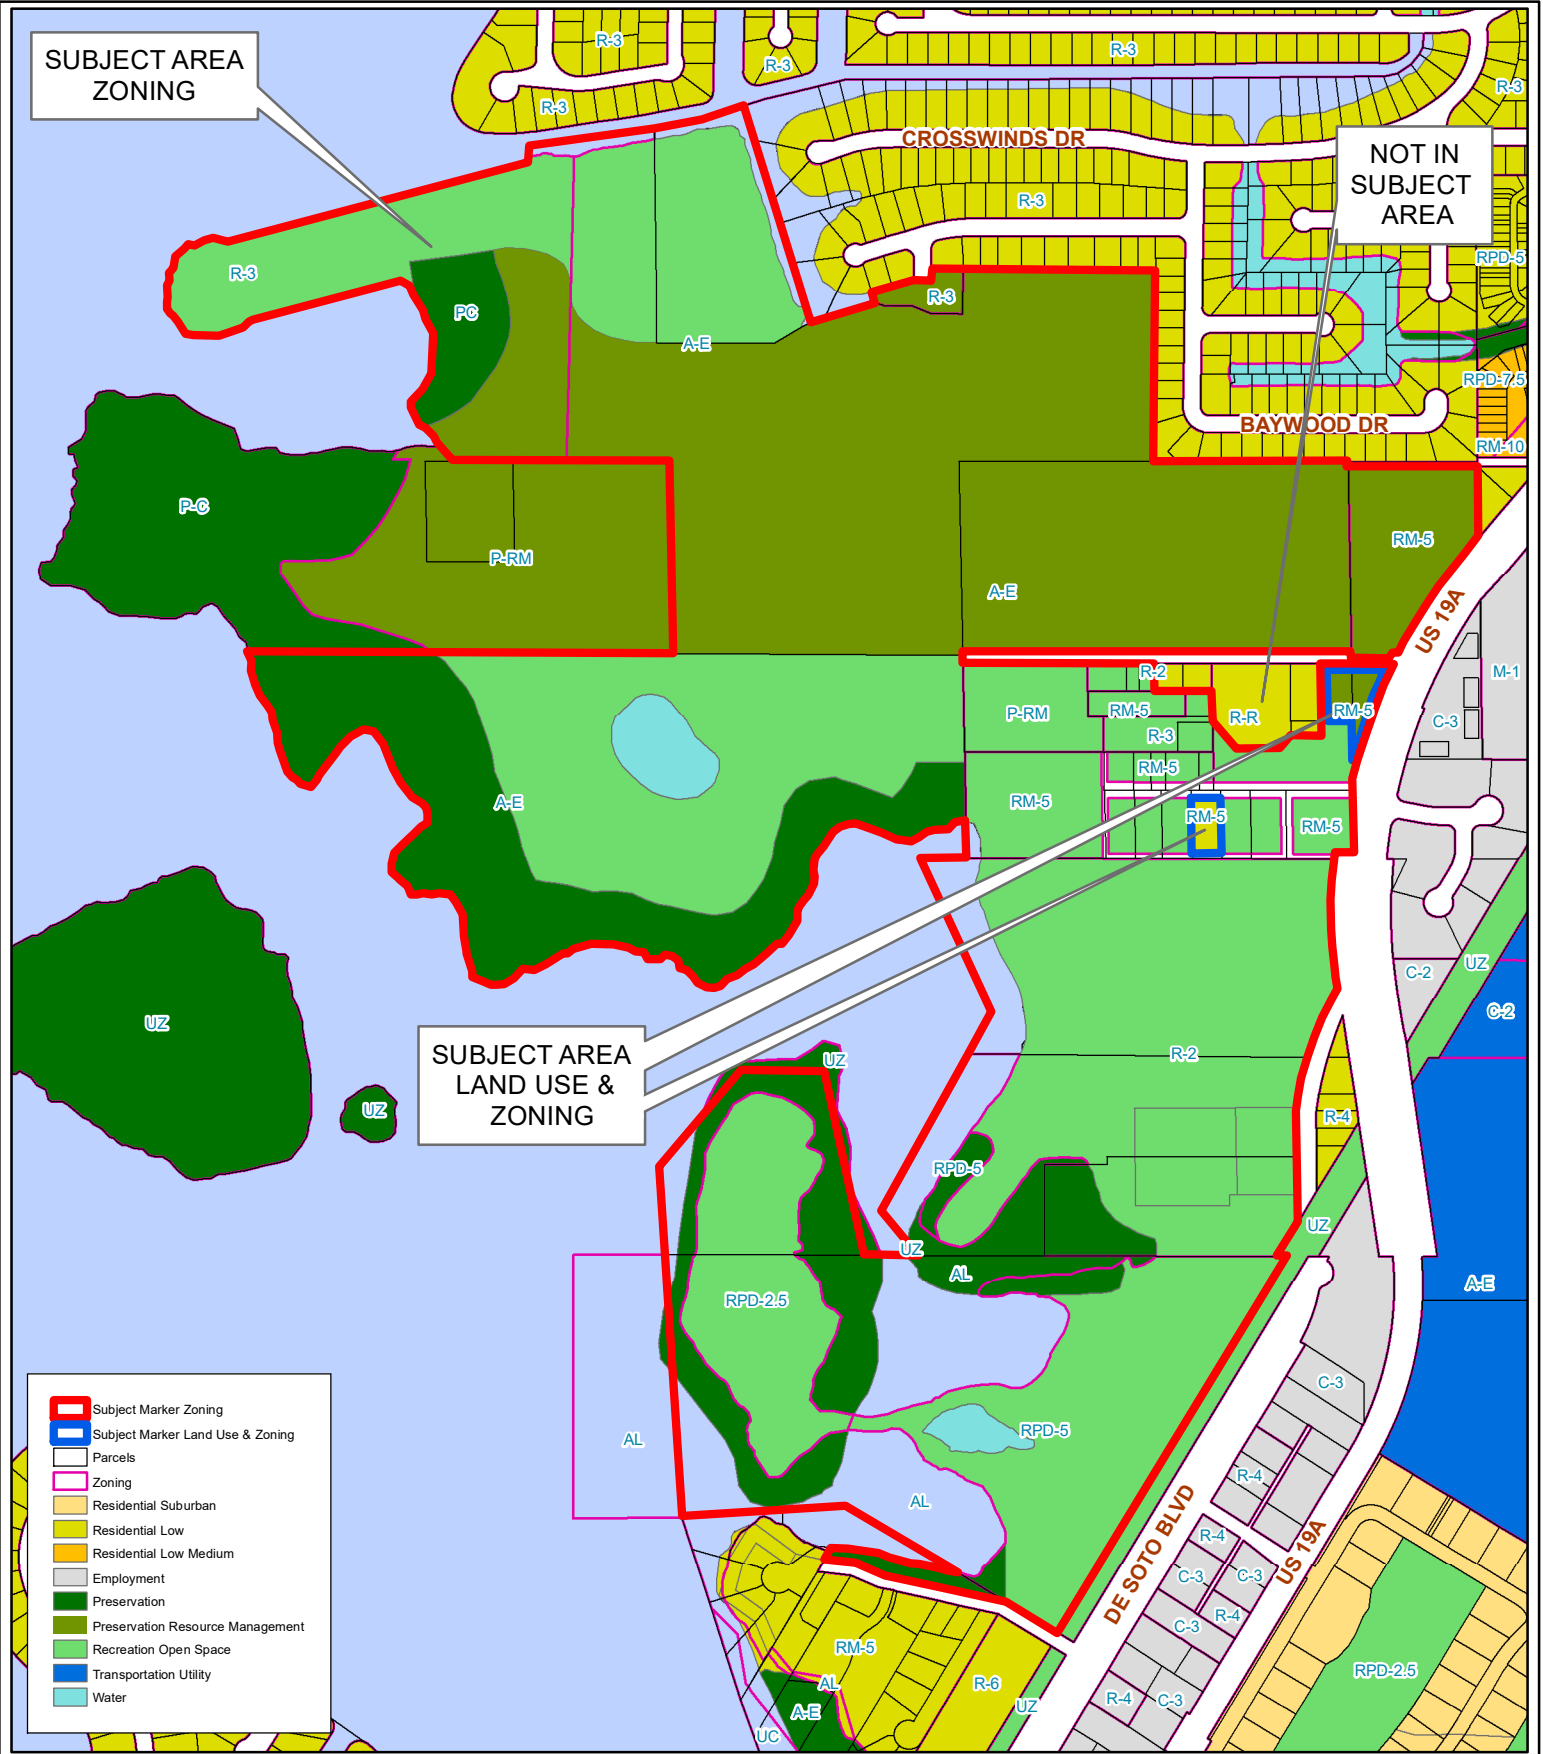 R-3
R-3
R-3
SUBJECT AREA
ZONING
R-3
R-3
R-3
CROSSWINDS DR
NOT IN
SUBJECT
AREA
R-3
RPD-5
R-3
R-3
PC
A-E
RPD-7.5
BAYWOOD DR
RM-10
P-C
RM-5
P-RM
A-E
US 19A
R-2
M-1
P-RM
RM-5
R-R
RM-5
C-3
R-3
RM-5
A-E
RM-5
RM-5
RM-5
C-2
UZ
C-2
UZ
SUBJECT AREA
LAND USE &
ZONING
UZ
R-2
UZ
R-4
RPD-5
UZ
UZ
AL
A-E
RPD-2.5
C-3
Subject Marker Zoning
Subject Marker Land Use & Zoning
Parcels
Zoning
Residential Suburban
Residential Low
Residential Low Medium
Employment
Preservation
Preservation Resource Management
Recreation Open Space
Transportation Utility
Water
AL
RPD-5
R-4
AL
DE SOTO BLVD
US 19A
R-4
C-3
C-3
R-4
C-3
RM-5
RPD-2.5
AL
R-6
R-4
C-3
A-E
UZ
UC